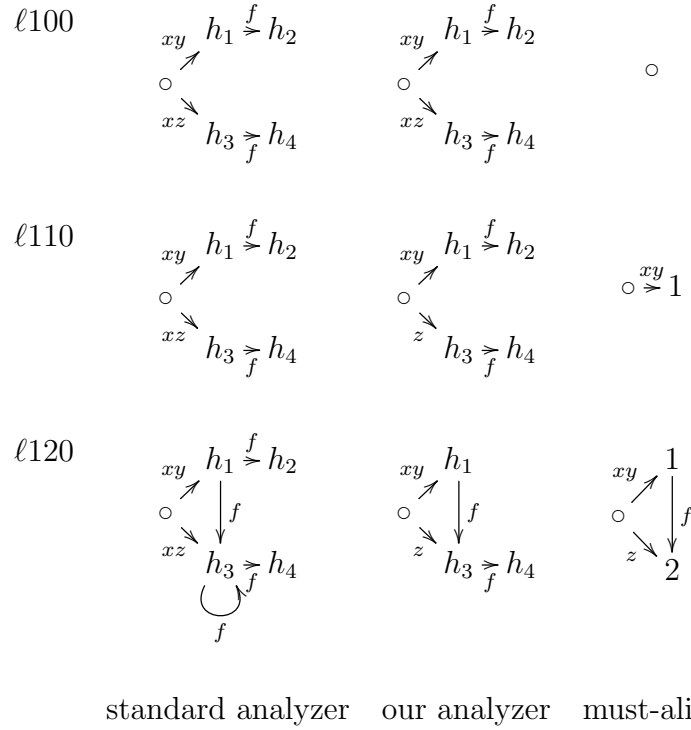 ℓ100
f f
xy h₁ h₂ xy h₁ h₂
∘ ∘ ∘
xz h₃ h₄ xz h₃ h₄
f f
ℓ110
f f
xy h₁ h₂ xy h₁ h₂ xy
∘ ∘ ∘ 1
xz h₃ h₄ z h₃ h₄
f f
ℓ120
f
xy h₁ h₂ xy h₁ xy 1
∘ f ∘ f ∘ f
xz h₃ h₄ z h₃ h₄ z 2
f f
f
standard analyzer our analyzer must-ali